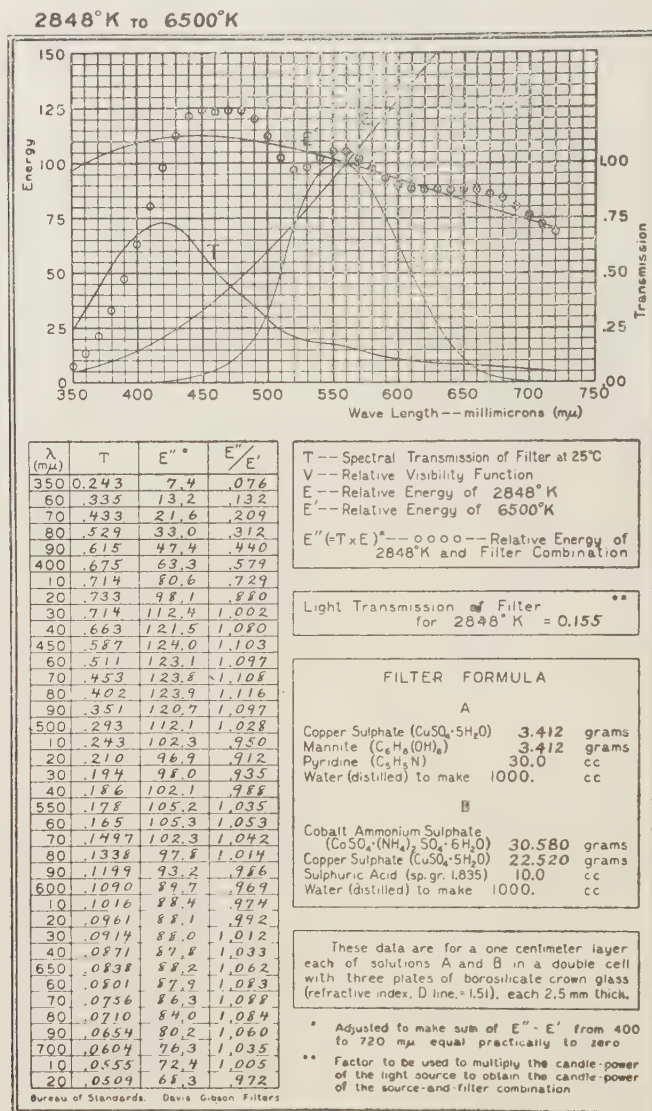 2848°K TO 6500°K
150
125
100
75
50
25
0
Energy
T
E'
E
1.00
.75
.50
.25
.00
Transmission
350 400 450 500 550 600 650 700 750
Wave Length -- millimicrons (mµ)
λ (mµ) T E''* E''/E'
350 0.243 7.4 .076
60 .335 13.2 .132
70 .433 21.6 .209
80 .529 33.0 .312
90 .615 47.4 .440
400 .675 63.3 .579
10 .714 80.6 .729
20 .733 98.1 .880
30 .714 112.4 1.002
40 .663 121.5 1.080
450 .587 124.0 1.103
60 .511 123.1 1.097
70 .453 123.8 1.108
80 .402 123.9 1.116
90 .351 120.7 1.097
500 .293 112.1 1.028
10 .243 102.3 .950
20 .210 96.9 .912
30 .194 98.0 .935
40 .186 102.1 .988
550 .178 105.2 1.035
60 .165 105.3 1.053
70 .1497 102.3 1.042
80 .1338 97.8 1.014
90 .1199 93.2 .986
600 .1090 89.7 .969
10 .1016 88.4 .974
20 .0961 88.1 .992
30 .0914 88.0 1.012
40 .0871 87.8 1.033
650 .0838 88.2 1.062
60 .0801 87.9 1.083
70 .0756 86.3 1.088
80 .0710 84.0 1.084
90 .0654 80.2 1.060
700 .0604 76.3 1.035
10 .0555 72.4 1.005
20 .0509 68.3 .972
Bureau of Standards. Davis Gibson Filters
T -- Spectral Transmission of Filter at 25°C
V -- Relative Visibility Function
E -- Relative Energy of 2848°K
E' -- Relative Energy of 6500°K
E''(=T×E)*-- o o o o -- Relative Energy of
2848°K and Filter Combination
Light Transmission of Filter **
for 2848°K = 0.155
FILTER FORMULA
A
Copper Sulphate (CuSO₄·5H₂O) 3.412 grams
Mannite (C₆H₈(OH)₆) 3.412 grams
Pyridine (C₅H₅N) 30.0 cc
Water (distilled) to make 1000. cc
B
Cobalt Ammonium Sulphate
(CoSO₄·(NH₄)₂SO₄·6H₂O) 30.580 grams
Copper Sulphate (CuSO₄·5H₂O) 22.520 grams
Sulphuric Acid (sp. gr. 1.835) 10.0 cc
Water (distilled) to make 1000. cc
These data are for a one centimeter layer
each of solutions A and B in a double cell
with three plates of borosilicate crown glass
(refractive index, D line, = 1.51), each 2.5 mm thick.
* Adjusted to make sum of E'' - E' from 400
to 720 mµ equal practically to zero
** Factor to be used to multiply the candle-power
of the light source to obtain the candle-power
of the source-and-filter combination